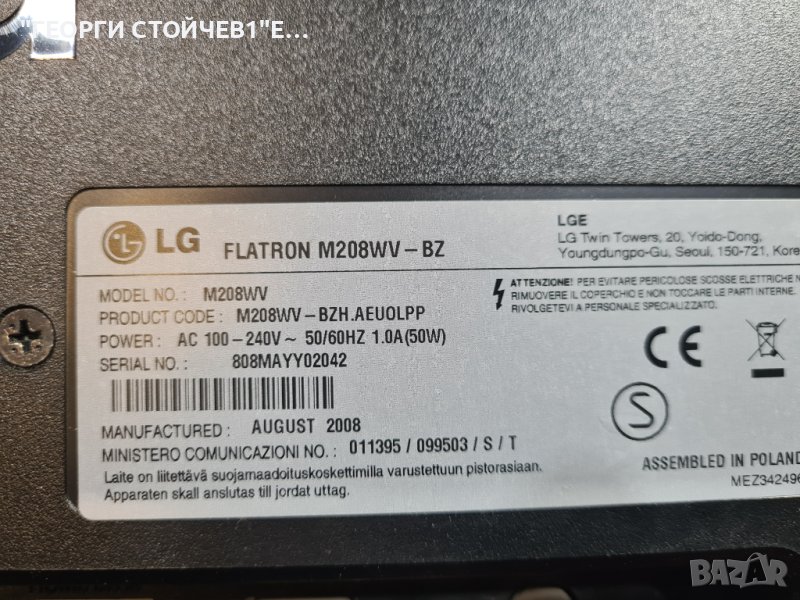 "ГЕОРГИ СТОЙЧЕВ1"Е...
LG FLATRON M208WV-BZ
LGE
LG Twin Towers, 20, Yoido-Dong,
Youngdungpo-Gu, Seoul, 150-721, Kore
ATTENZIONE! PER EVITARE PERICOLOSE SCOSSE ELETTRICHE N
RIMUOVERE IL COPERCHIO E NON TOCCARE LE PARTI INTERNE.
RIVOLGETEVI A PERSONALE SPECIALIZZATO.
MODEL NO.: M208WV
PRODUCT CODE: M208WV-BZH.AEUOLPP
POWER: AC 100-240V~ 50/60HZ 1.0A(50W)
SERIAL NO.: 808MAYY02042
CE
S
MANUFACTURED: AUGUST 2008
MINISTERO COMUNICAZIONI NO.: 011395 / 099503 / S / T
Laite on liitettävä suojamaadoituskoskettimilla varustettuun pistorasiaan.
Apparaten skall anslutas till jordat uttag.
ASSEMBLED IN POLAND
MEZ342496
BAZAR